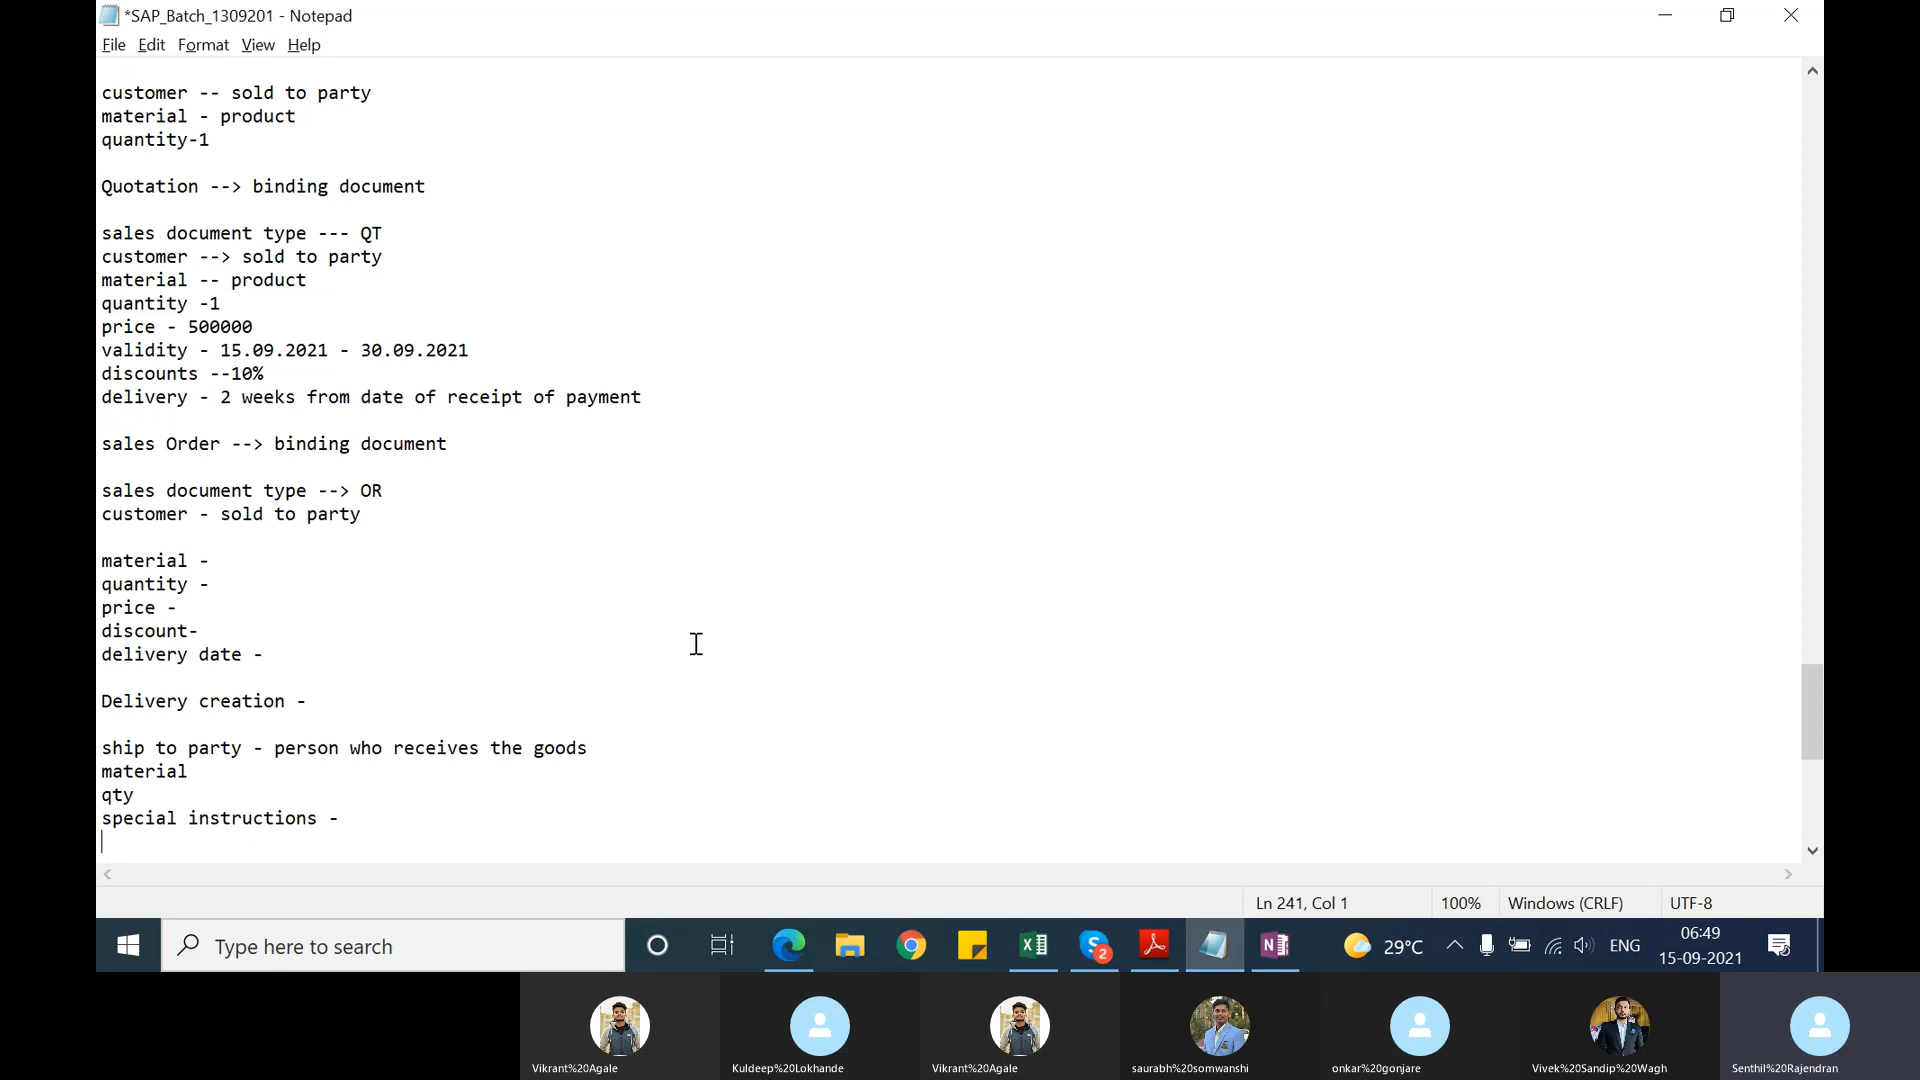 *SAP_Batch_1309201 - Notepad
File Edit Format View Help
customer -- sold to party
material - product
quantity-1
Quotation --> binding document
sales document type --- QT
customer --> sold to party
material -- product
quantity -1
price - 500000
validity - 15.09.2021 - 30.09.2021
discounts --10%
delivery - 2 weeks from date of receipt of payment
sales Order --> binding document
sales document type --> OR
customer - sold to party
material -
quantity -
price -
discount-
delivery date -
Delivery creation -
ship to party - person who receives the goods
material
qty
special instructions -
Ln 241, Col 1 100% Windows (CRLF) UTF-8
Type here to search 2 29°C ENG 06:49
15-09-2021
Vikrant%20Agale Kuldeep%20Lokhande Vikrant%20Agale saurabh%20somwanshi onkar%20gonjare Vivek%20Sandip%20Wagh Senthil%20Rajendran